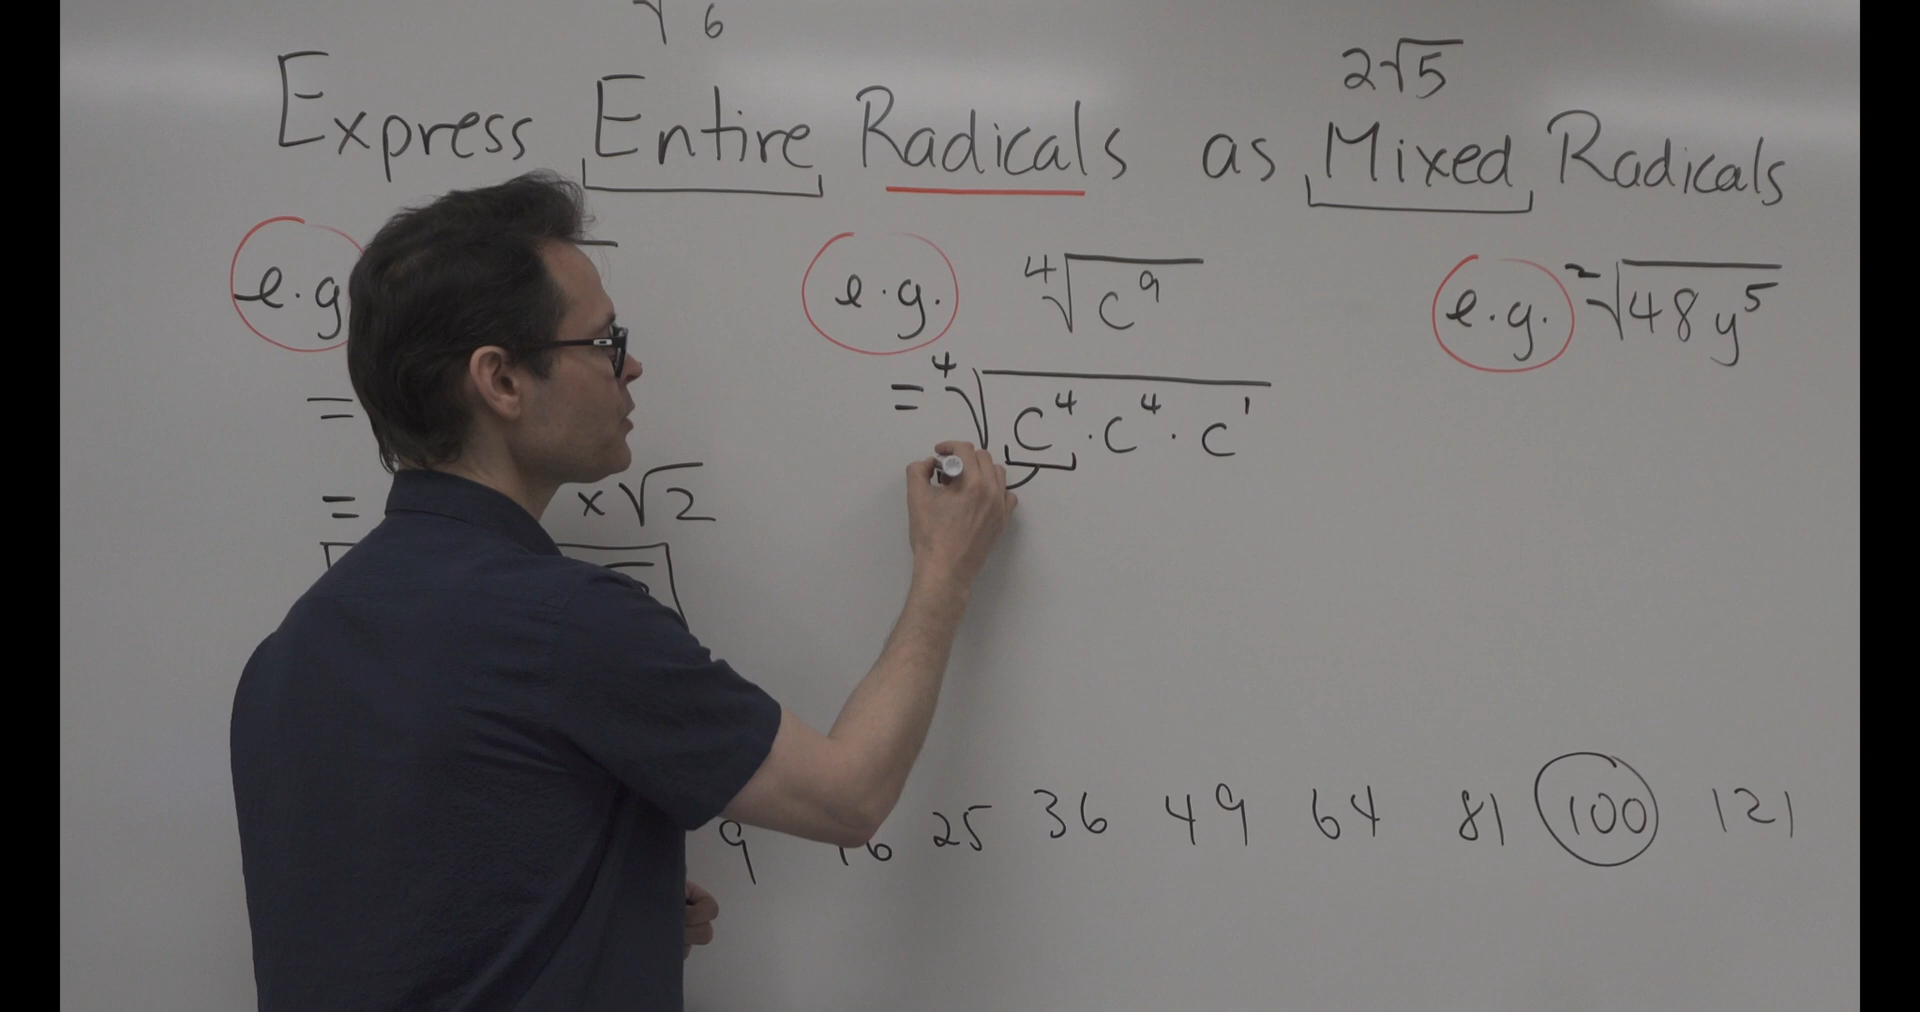 √6
2√5
Express Entire Radicals as Mixed Radicals
e.g
e.g. ⁴√c⁹
e.g. ²√48y⁵
=
= ⁴√c⁴ · c⁴ · c¹
= x √2
9 16 25 36 49 64 81 100 121